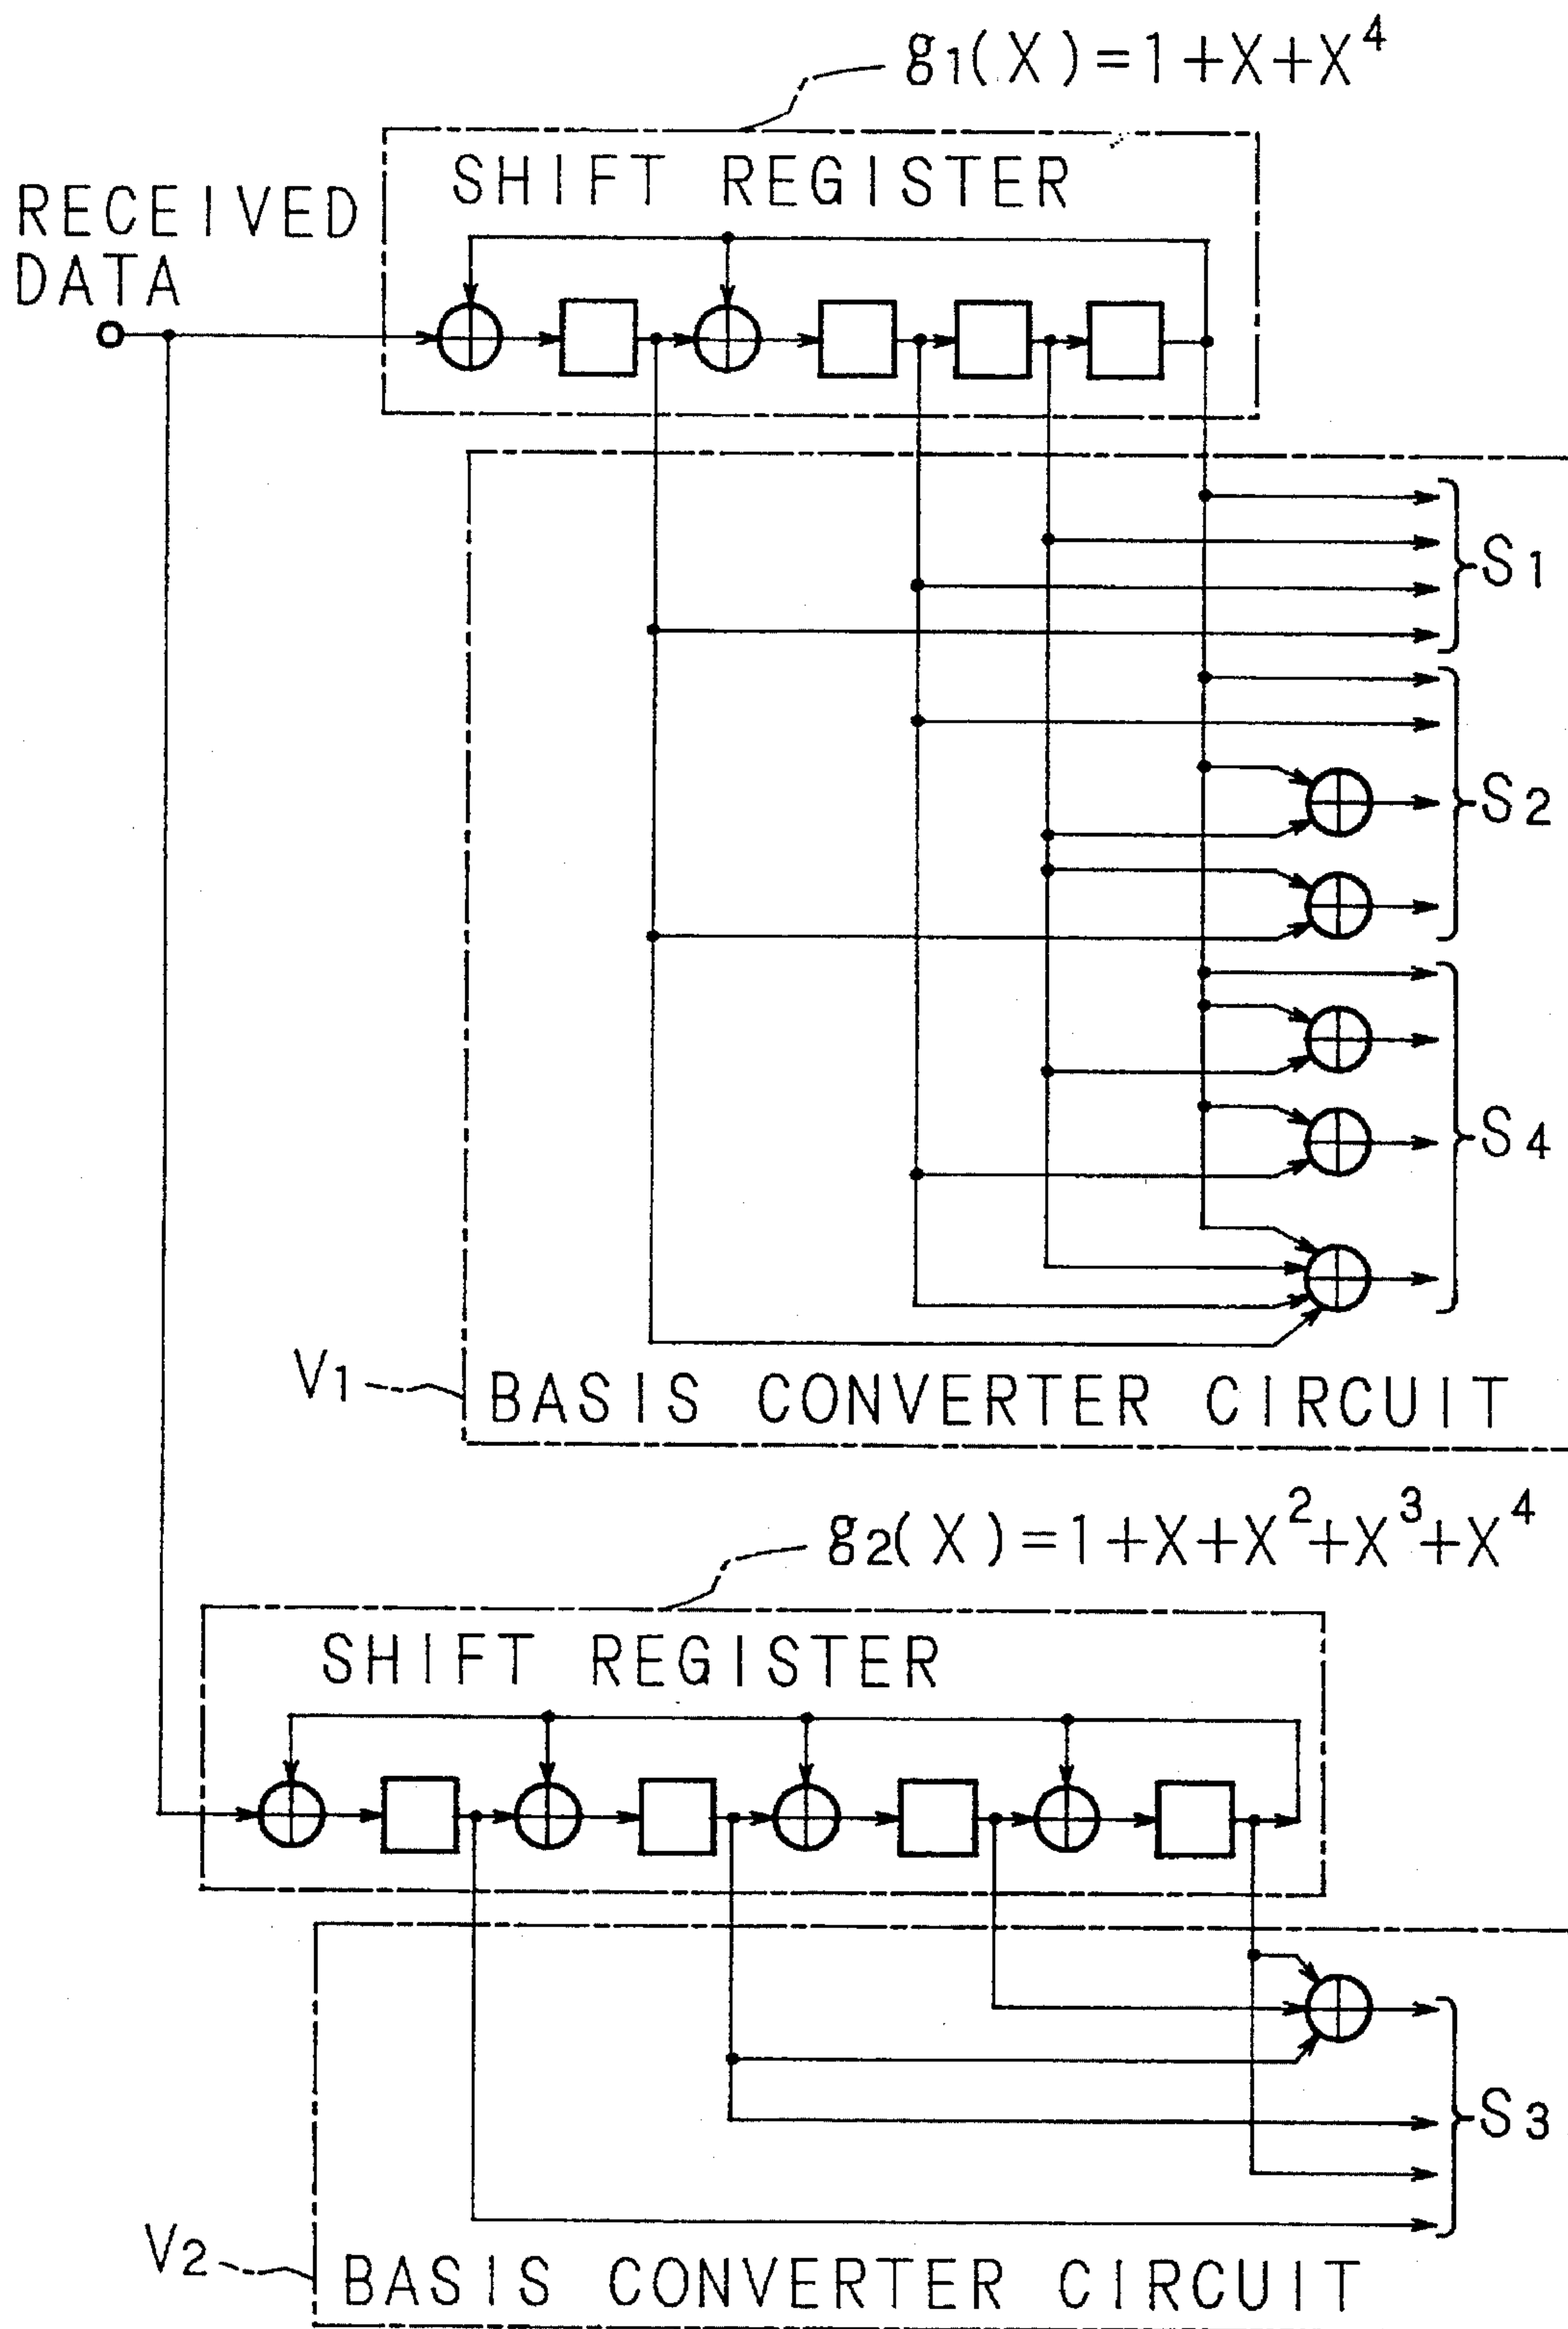 g1(X)=1+X+X^4
SHIFT REGISTER
RECEIVED
DATA
S1
S2
S4
V1
BASIS CONVERTER CIRCUIT
g2(X)=1+X+X^2+X^3+X^4
SHIFT REGISTER
S3
V2
BASIS CONVERTER CIRCUIT